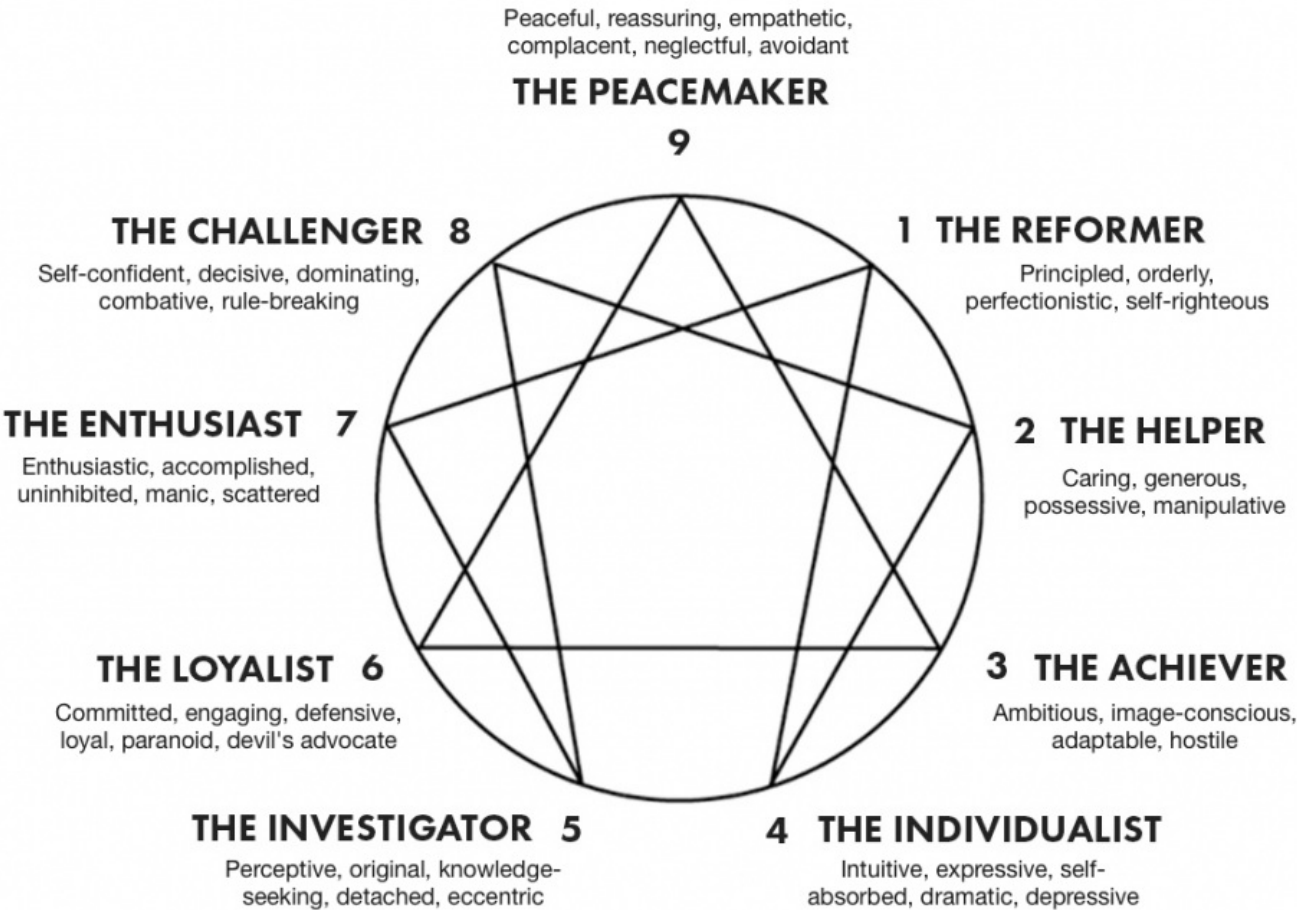 Peaceful, reassuring, empathetic,
complacent, neglectful, avoidant
THE PEACEMAKER
9
THE CHALLENGER 8
Self-confident, decisive, dominating,
combative, rule-breaking
1 THE REFORMER
Principled, orderly,
perfectionistic, self-righteous
THE ENTHUSIAST 7
Enthusiastic, accomplished,
uninhibited, manic, scattered
2 THE HELPER
Caring, generous,
possessive, manipulative
THE LOYALIST 6
Committed, engaging, defensive,
loyal, paranoid, devil's advocate
3 THE ACHIEVER
Ambitious, image-conscious,
adaptable, hostile
THE INVESTIGATOR 5
Perceptive, original, knowledge-
seeking, detached, eccentric
4 THE INDIVIDUALIST
Intuitive, expressive, self-
absorbed, dramatic, depressive